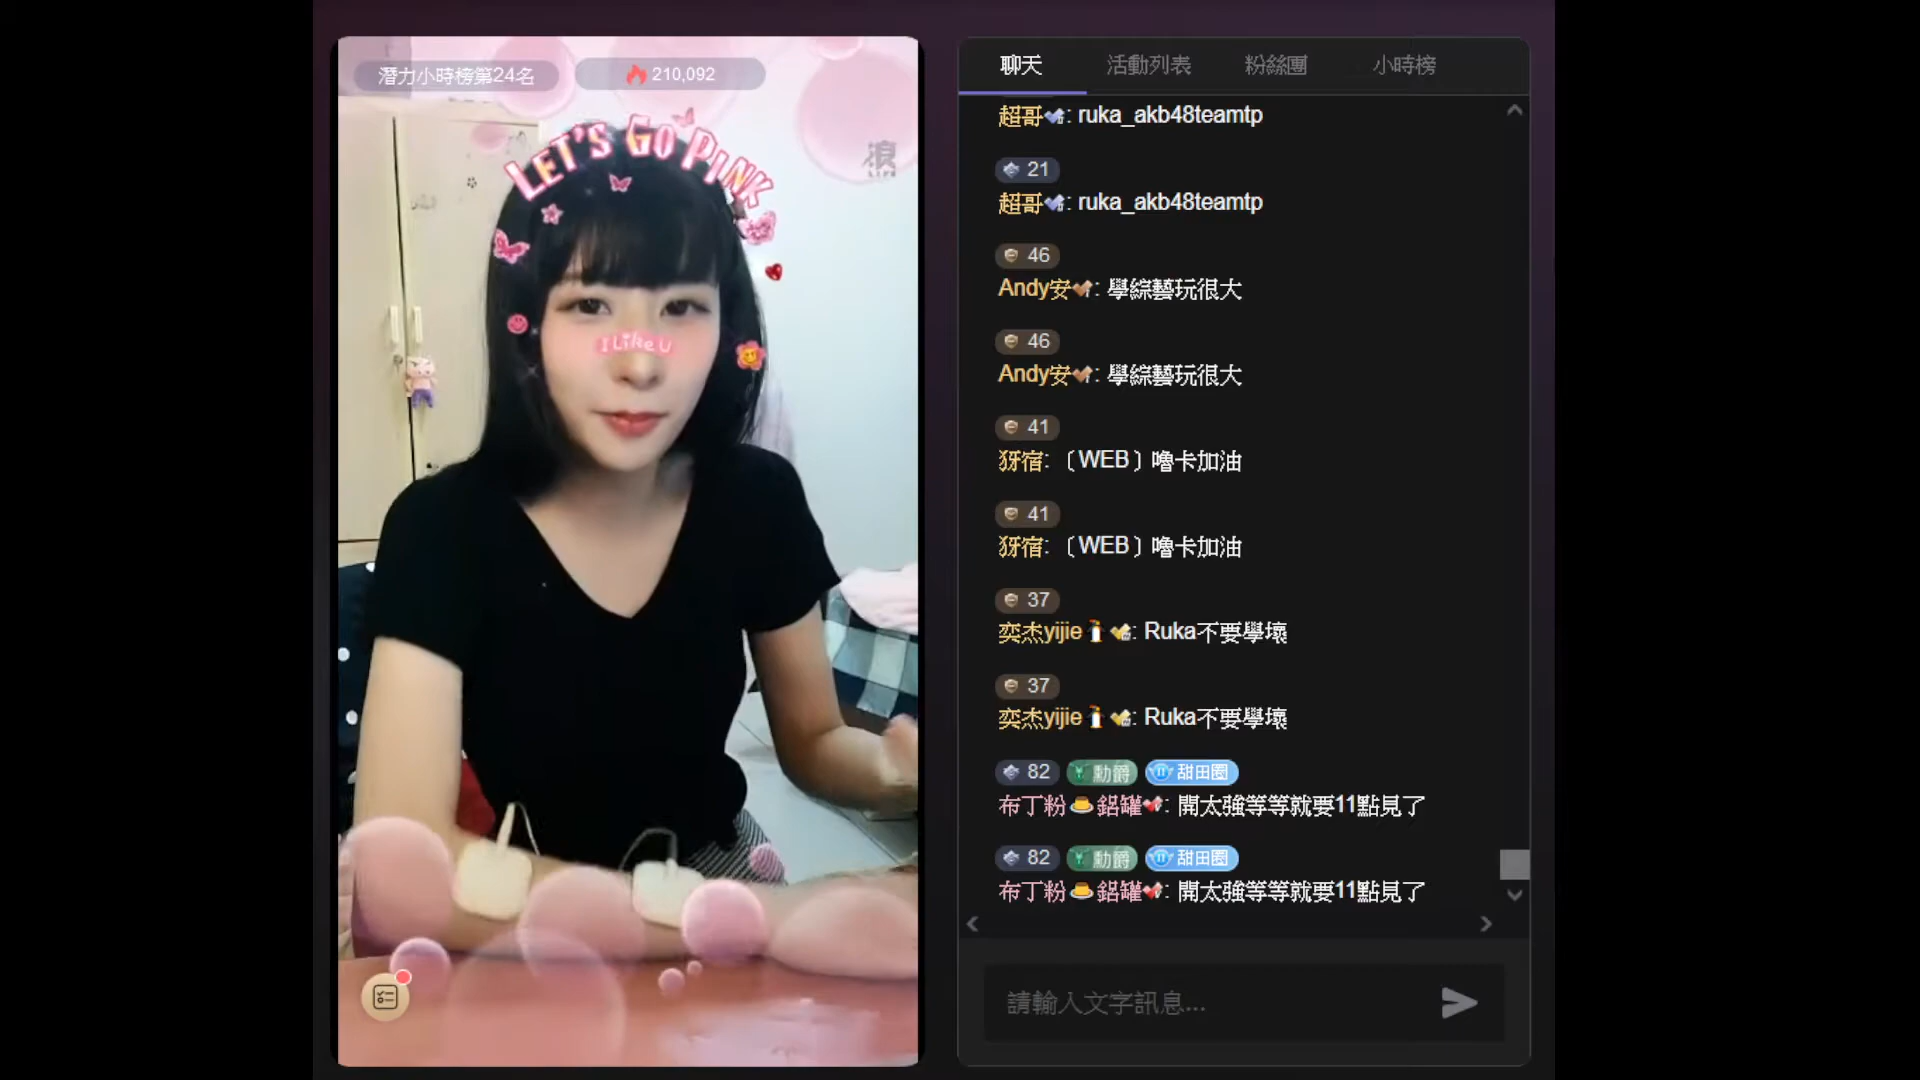 潛力小時榜第24名
210,092
LET'S GO PINK
浪
LIVE
I Like U
聊天
活動列表
粉絲團
小時榜
超哥: ruka_akb48teamtp
21
超哥: ruka_akb48teamtp
46
Andy安: 學綜藝玩很大
46
Andy安: 學綜藝玩很大
41
犽宿: 〔WEB〕嚕卡加油
41
犽宿: 〔WEB〕嚕卡加油
37
奕杰yijie: Ruka不要學壞
37
奕杰yijie: Ruka不要學壞
82 勳爵 甜田圈
布丁粉🍮鋁罐: 開太強等等就要11點見了
82 勳爵 甜田圈
布丁粉🍮鋁罐: 開太強等等就要11點見了
請輸入文字訊息...